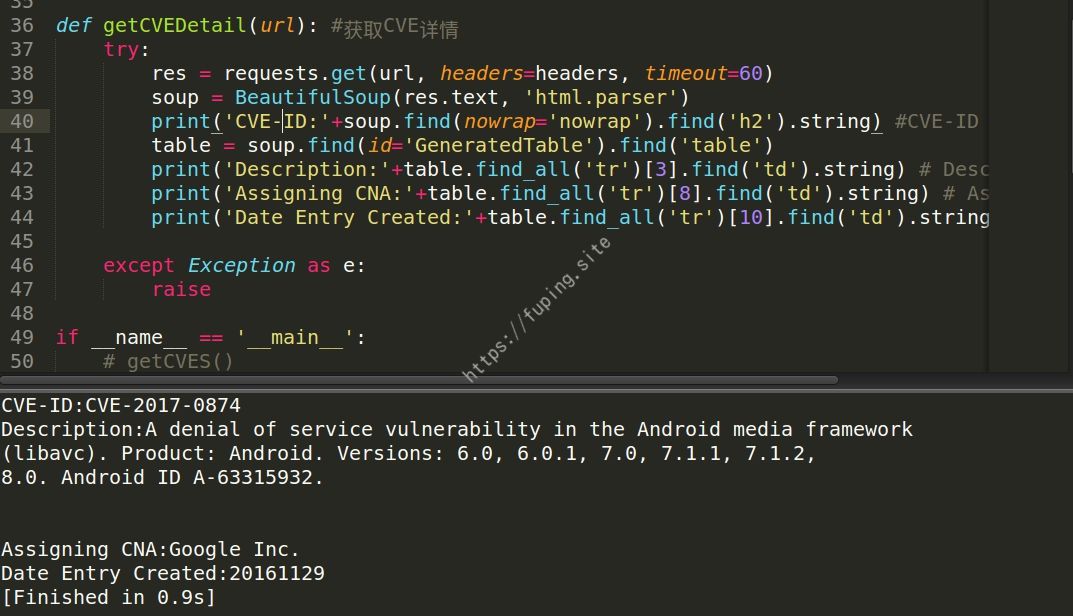 35
36 def getCVEDetail(url): #获取CVE详情
37     try:
38         res = requests.get(url, headers=headers, timeout=60)
39         soup = BeautifulSoup(res.text, 'html.parser')
40         print('CVE-ID:'+soup.find(nowrap='nowrap').find('h2').string) #CVE-ID
41         table = soup.find(id='GeneratedTable').find('table')
42         print('Description:'+table.find_all('tr')[3].find('td').string) # Desc
43         print('Assigning CNA:'+table.find_all('tr')[8].find('td').string) # As
44         print('Date Entry Created:'+table.find_all('tr')[10].find('td').string
45
46     except Exception as e:
47         raise
48
49 if __name__ == '__main__':
50     # getCVES()
https://fuping.site
CVE-ID:CVE-2017-0874
Description:A denial of service vulnerability in the Android media framework
(libavc). Product: Android. Versions: 6.0, 6.0.1, 7.0, 7.1.1, 7.1.2,
8.0. Android ID A-63315932.
Assigning CNA:Google Inc.
Date Entry Created:20161129
[Finished in 0.9s]